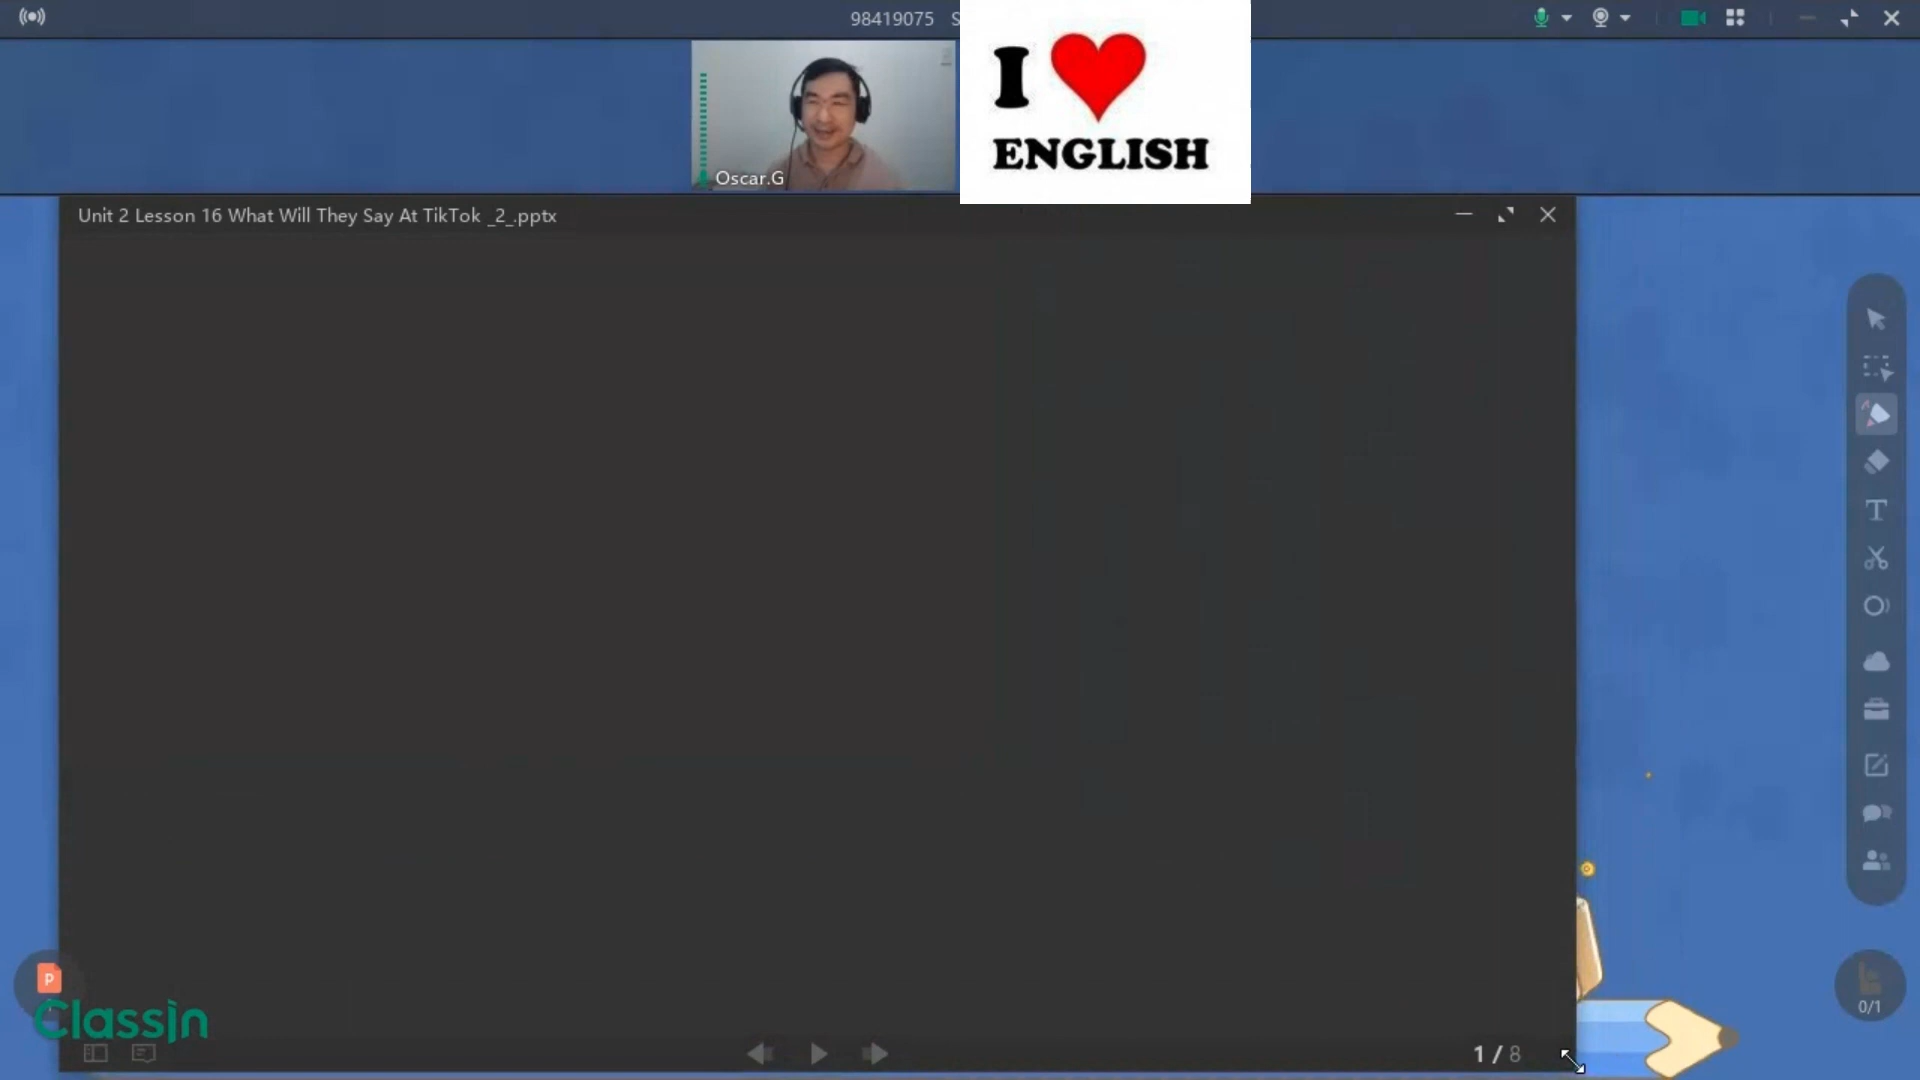 98419075 S
I
ENGLISH
Oscar.G
Unit 2 Lesson 16 What Will They Say At TikTok _2_.pptx
T
P
ClassIn
1 / 8
0/1